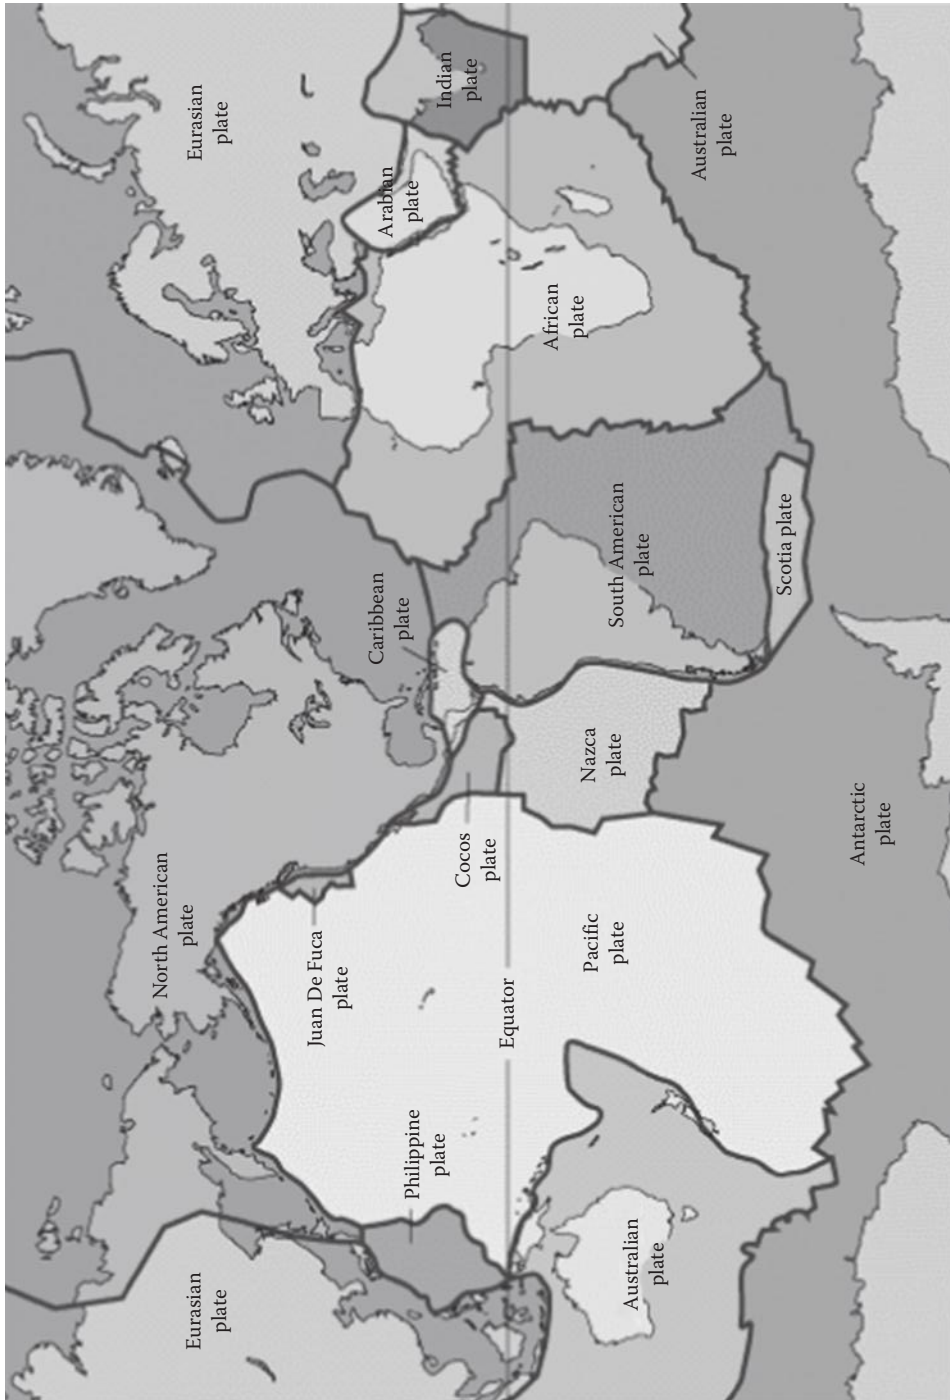 Eurasian
plate
North American
plate
Juan De Fuca
plate
Philippine
plate
Equator
Cocos
plate
Pacific
plate
Australian
plate
Caribbean
plate
Nazca
plate
South American
plate
Scotia plate
Antarctic
plate
Eurasian
plate
Arabian
plate
Indian
plate
African
plate
Australian
plate